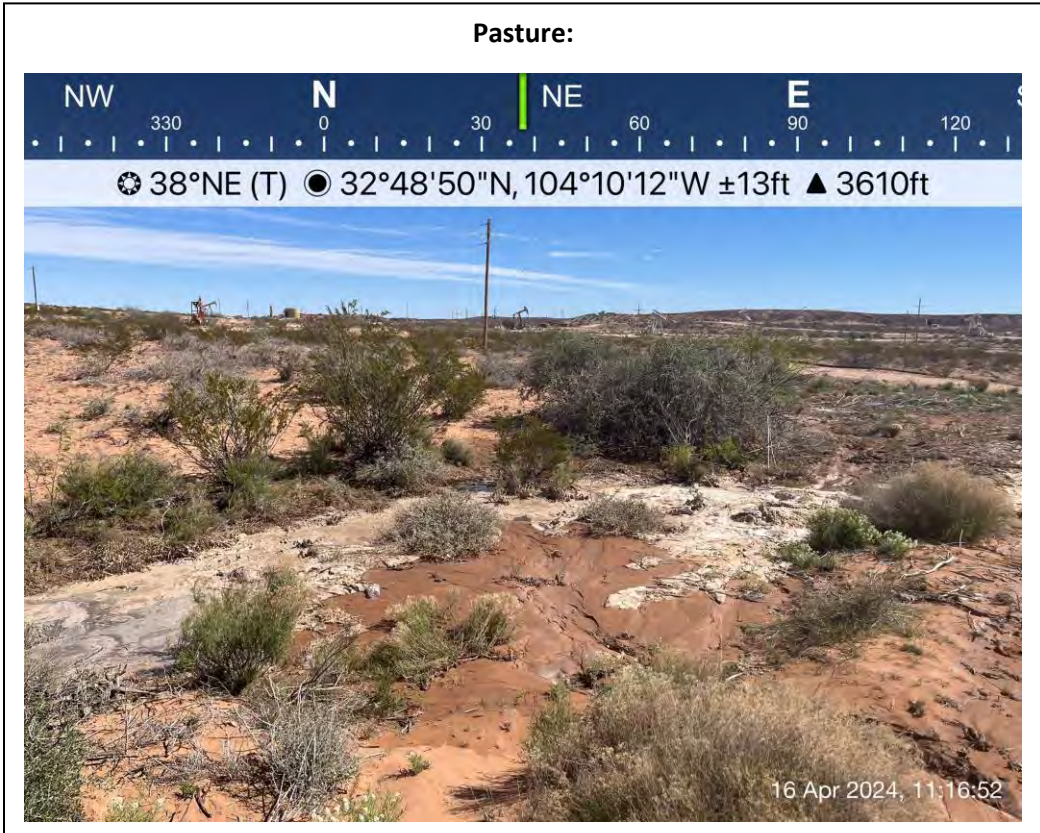 Pasture:
NW N NE E
330 0 30 60 90 120
38°NE (T) 32°48'50"N, 104°10'12"W ±13ft ▲ 3610ft
16 Apr 2024, 11:16:52